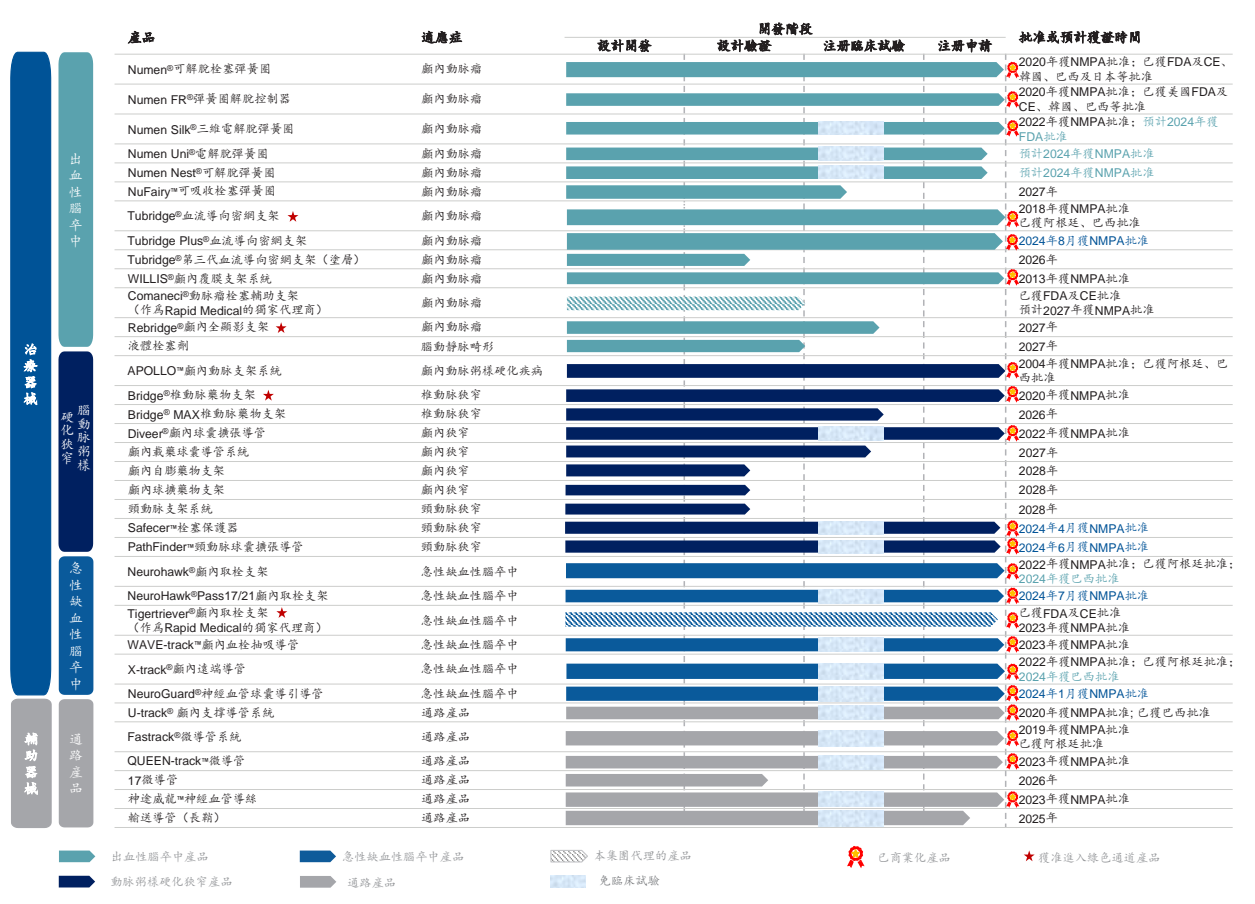 產品 適應症 開發階段 批准或預計獲證時間
設計開發 設計驗證 注冊臨床試驗 注冊申請
治療器械
出血性腦卒中
Numen®可解脫栓塞彈簧圈 顱內動脈瘤 2020年獲NMPA批准；已獲FDA及CE、
韓國、巴西及日本等批准
Numen FR®彈簧圈解脫控制器 顱內動脈瘤 2020年獲NMPA批准；已獲美國FDA及
CE、韓國、巴西等批准
Numen Silk®三維電解脫彈簧圈 顱內動脈瘤 2022年獲NMPA批准；預計2024年獲
FDA批准
Numen Uni®電解脫彈簧圈 顱內動脈瘤 預計2024年獲NMPA批准
Numen Nest®可解脫彈簧圈 顱內動脈瘤 預計2024年獲NMPA批准
NuFairy™可吸收栓塞彈簧圈 顱內動脈瘤 2027年
Tubridge®血流導向密網支架 ★ 顱內動脈瘤 2018年獲NMPA批准
已獲阿根廷、巴西批准
Tubridge Plus®血流導向密網支架 顱內動脈瘤 2024年8月獲NMPA批准
Tubridge®第三代血流導向密網支架（塗層） 顱內動脈瘤 2026年
WILLIS®顱內覆膜支架系統 顱內動脈瘤 2013年獲NMPA批准
Comaneci®動脈瘤栓塞輔助支架
（作爲Rapid Medical的獨家代理商） 顱內動脈瘤 已獲FDA及CE批准
預計2027年獲NMPA批准
Rebridge®顱內全顯影支架 ★ 顱內動脈瘤 2027年
液體栓塞劑 腦動靜脈畸形 2027年
腦動脈粥樣
硬化狹窄
APOLLO™顱內動脈支架系統 顱內動脈粥樣硬化疾病 2004年獲NMPA批准；已獲阿根廷、巴
西批准
Bridge®椎動脈藥物支架 ★ 椎動脈狹窄 2020年獲NMPA批准
Bridge® MAX椎動脈藥物支架 椎動脈狹窄 2026年
Diveer®顱內球囊擴張導管 顱內狹窄 2022年獲NMPA批准
顱內載藥球囊導管系統 顱內狹窄 2027年
顱內自膨藥物支架 顱內狹窄 2028年
顱內球擴藥物支架 顱內狹窄 2028年
頸動脈支架系統 頸動脈狹窄 2028年
Safecer™栓塞保護器 頸動脈狹窄 2024年4月獲NMPA批准
PathFinder™頸動脈球囊擴張導管 頸動脈狹窄 2024年6月獲NMPA批准
急性缺血性腦卒中
Neurohawk®顱內取栓支架 急性缺血性腦卒中 2022年獲NMPA批准；已獲阿根廷批准；
2024年獲巴西批准
NeuroHawk®Pass17/21顱內取栓支架 急性缺血性腦卒中 2024年7月獲NMPA批准
Tigertriever®顱內取栓支架 ★
（作爲Rapid Medical的獨家代理商） 急性缺血性腦卒中 已獲FDA及CE批准
2023年獲NMPA批准
WAVE-track™顱內血栓抽吸導管 急性缺血性腦卒中 2023年獲NMPA批准
X-track®顱內遠端導管 急性缺血性腦卒中 2022年獲NMPA批准；已獲阿根廷批准；
2024年獲巴西批准
NeuroGuard®神經血管球囊導引導管 急性缺血性腦卒中 2024年1月獲NMPA批准
輔助器械
通路產品
U-track® 顱內支撐導管系統 通路產品 2020年獲NMPA批准；已獲巴西批准
Fastrack®微導管系統 通路產品 2019年獲NMPA批准
已獲阿根廷批准
QUEEN-track™微導管 通路產品 2023年獲NMPA批准
17微導管 通路產品 2026年
神途威龍™神經血管導絲 通路產品 2023年獲NMPA批准
輸送導管（長鞘） 通路產品 2025年
出血性腦卒中產品 急性缺血性腦卒中產品 本集團代理的產品 已商業化產品 ★獲准進入綠色通道產品
動脈粥樣硬化狹窄產品 通路產品 免臨床試驗